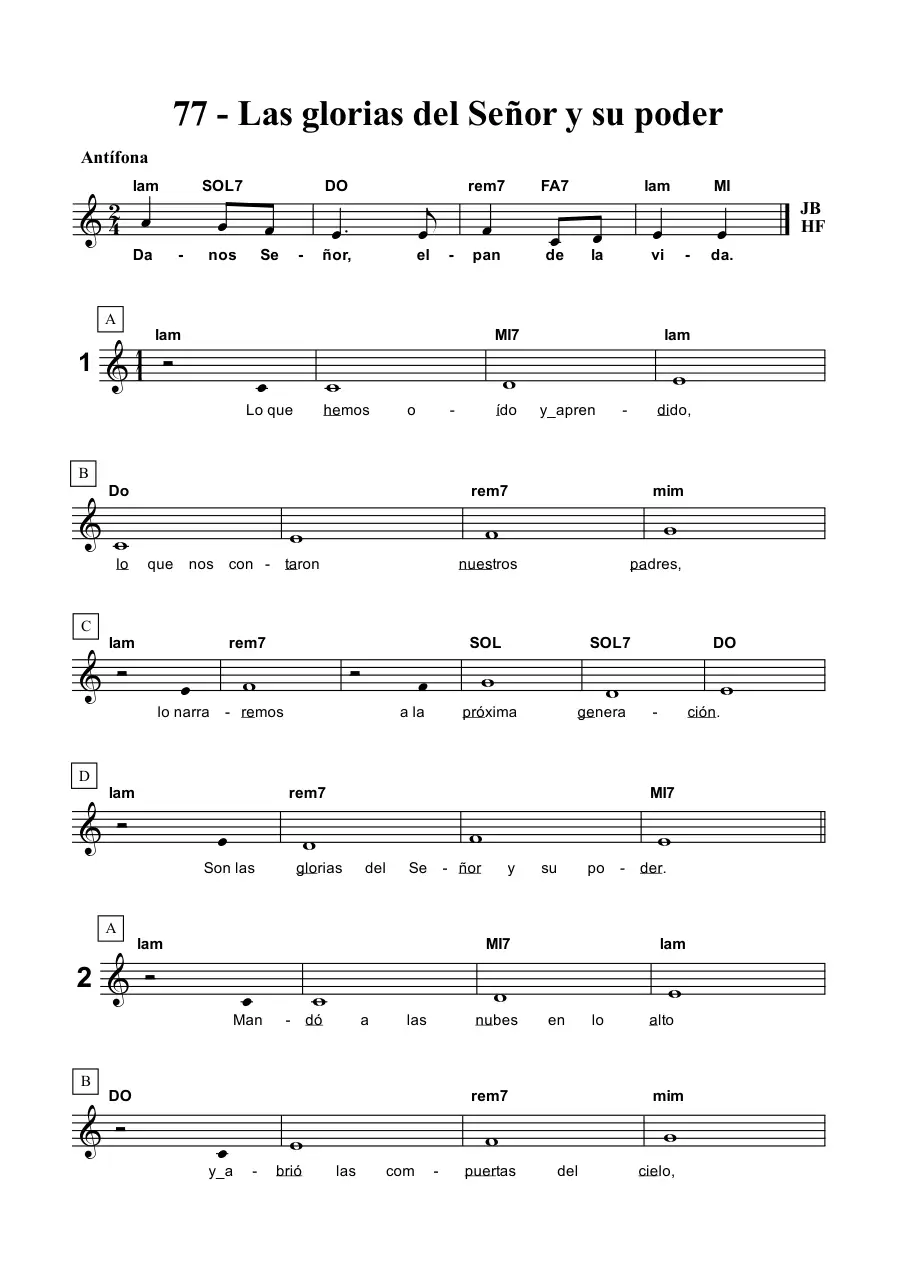 77 - Las glorias del Señor y su poder
Antífona
lam SOL7 DO rem7 FA7 lam MI
JB
HF
Da - nos Se - ñor, el - pan de la vi - da.
A
lam MI7 lam
1
Lo que hemos o - ído y_apren - dido,
B
Do rem7 mim
lo que nos con - taron nuestros padres,
C
lam rem7 SOL SOL7 DO
lo narra - remos a la próxima genera - ción.
D
lam rem7 MI7
Son las glorias del Se - ñor y su po - der.
A
lam MI7 lam
2
Man - dó a las nubes en lo alto
B
DO rem7 mim
y_a - brió las com - puertas del cielo,